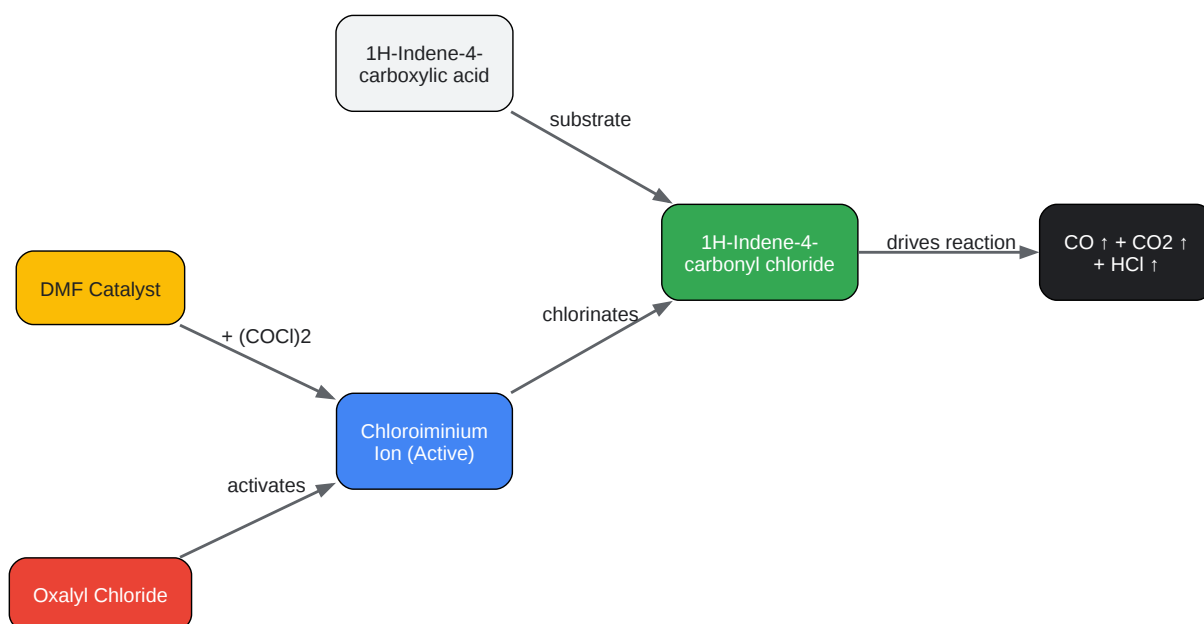 1H-Indene-4-
carboxylic acid
substrate
1H-Indene-4-
carbonyl chloride
drives reaction
CO ↑ + CO2 ↑
+ HCl ↑
DMF Catalyst
+ (COCl)2
chlorinates
Chloroiminium
Ion (Active)
activates
Oxalyl Chloride